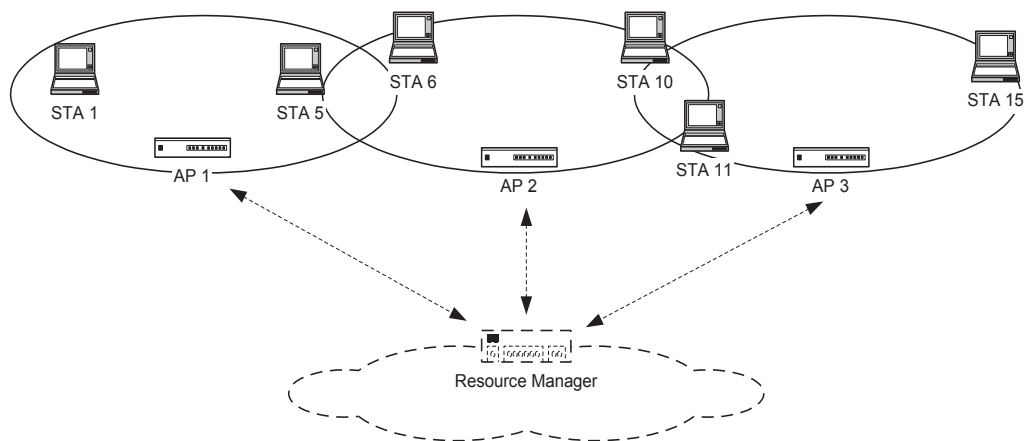 STA 1
STA 5
STA 6
STA 10
STA 11
STA 15
AP 1
AP 2
AP 3
Resource Manager